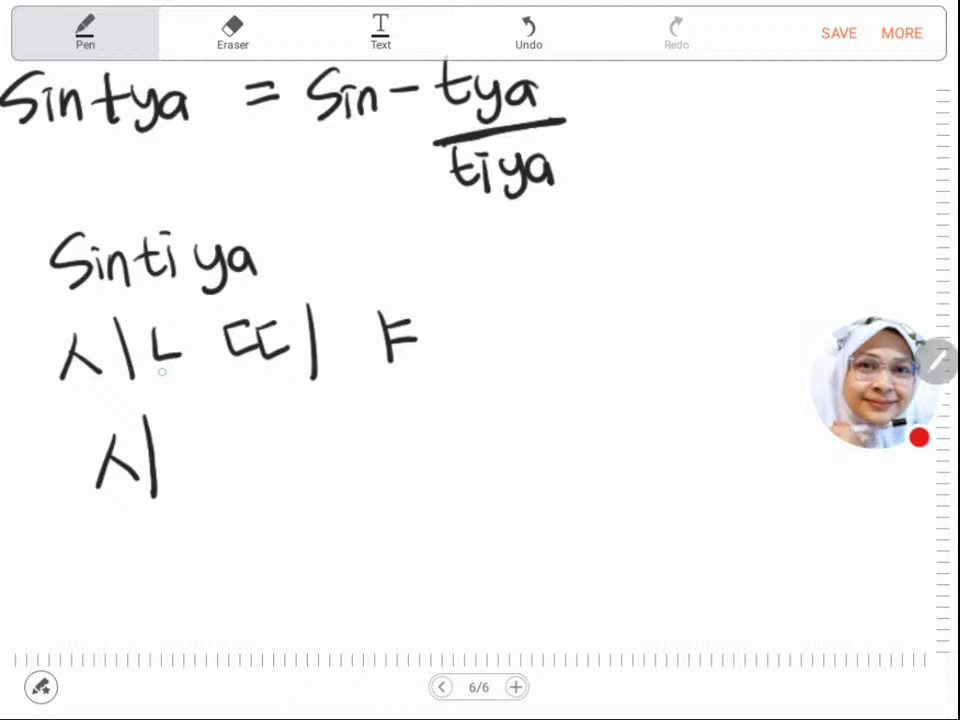 Pen Eraser Text Undo Redo SAVE MORE
Sintya = Sin - tya
tiya
Sintiya
시ㄴ 띠 ㅑ
시
6/6